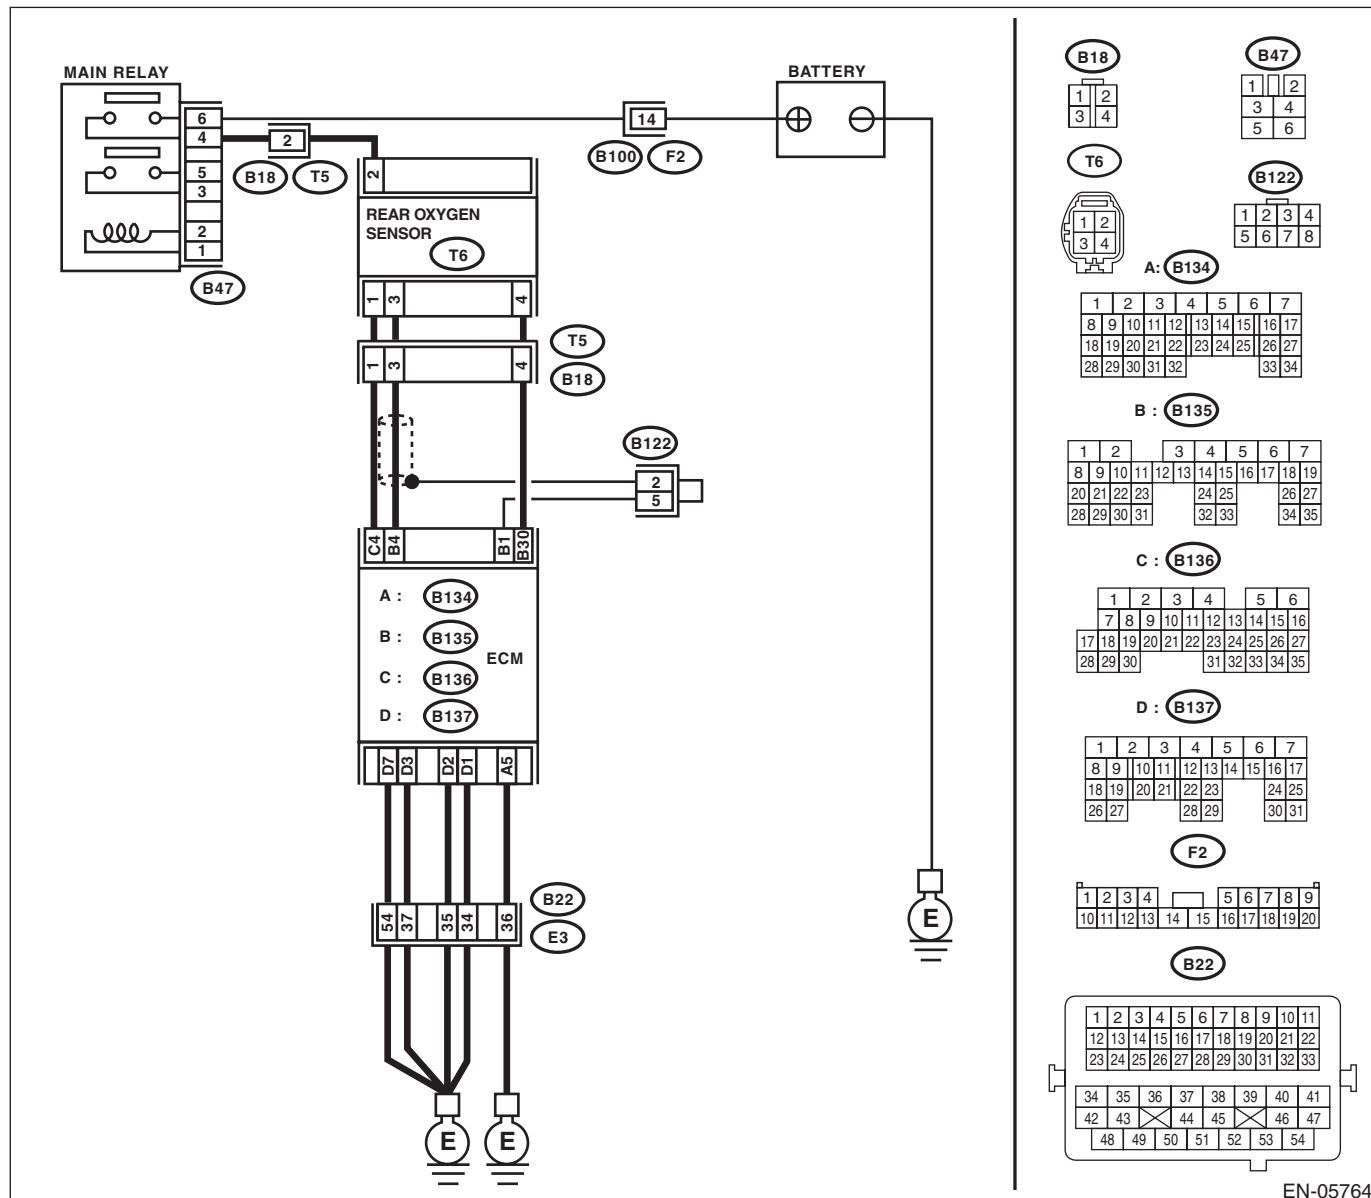 MAIN RELAY
BATTERY
6
4
5
3
2
1
B47
2
B18 T5
14
B100 F2
2
REAR OXYGEN
SENSOR
T6
1 3 4
T5
1 3 4
B18
B122
2
5
C4 B4 B1 B30
A : B134
B : B135
ECM
C : B136
D : B137
D7 D3 D2 D1 A5
B22
54 37 35 34 36
E3
E
E E
B18
1 2
3 4
B47
1 2
3 4
5 6
T6
1 2
3 4
B122
1 2 3 4
5 6 7 8
A: B134
1 2 3 4 5 6 7
8 9 10 11 12 13 14 15 16 17
18 19 20 21 22 23 24 25 26 27
28 29 30 31 32 33 34
B : B135
1 2 3 4 5 6 7
8 9 10 11 12 13 14 15 16 17 18 19
20 21 22 23 24 25 26 27
28 29 30 31 32 33 34 35
C : B136
1 2 3 4 5 6
7 8 9 10 11 12 13 14 15 16
17 18 19 20 21 22 23 24 25 26 27
28 29 30 31 32 33 34 35
D : B137
1 2 3 4 5 6 7
8 9 10 11 12 13 14 15 16 17
18 19 20 21 22 23 24 25
26 27 28 29 30 31
F2
1 2 3 4 5 6 7 8 9
10 11 12 13 14 15 16 17 18 19 20
B22
1 2 3 4 5 6 7 8 9 10 11
12 13 14 15 16 17 18 19 20 21 22
23 24 25 26 27 28 29 30 31 32 33
34 35 36 37 38 39 40 41
42 43 44 45 46 47
48 49 50 51 52 53 54
EN-05764